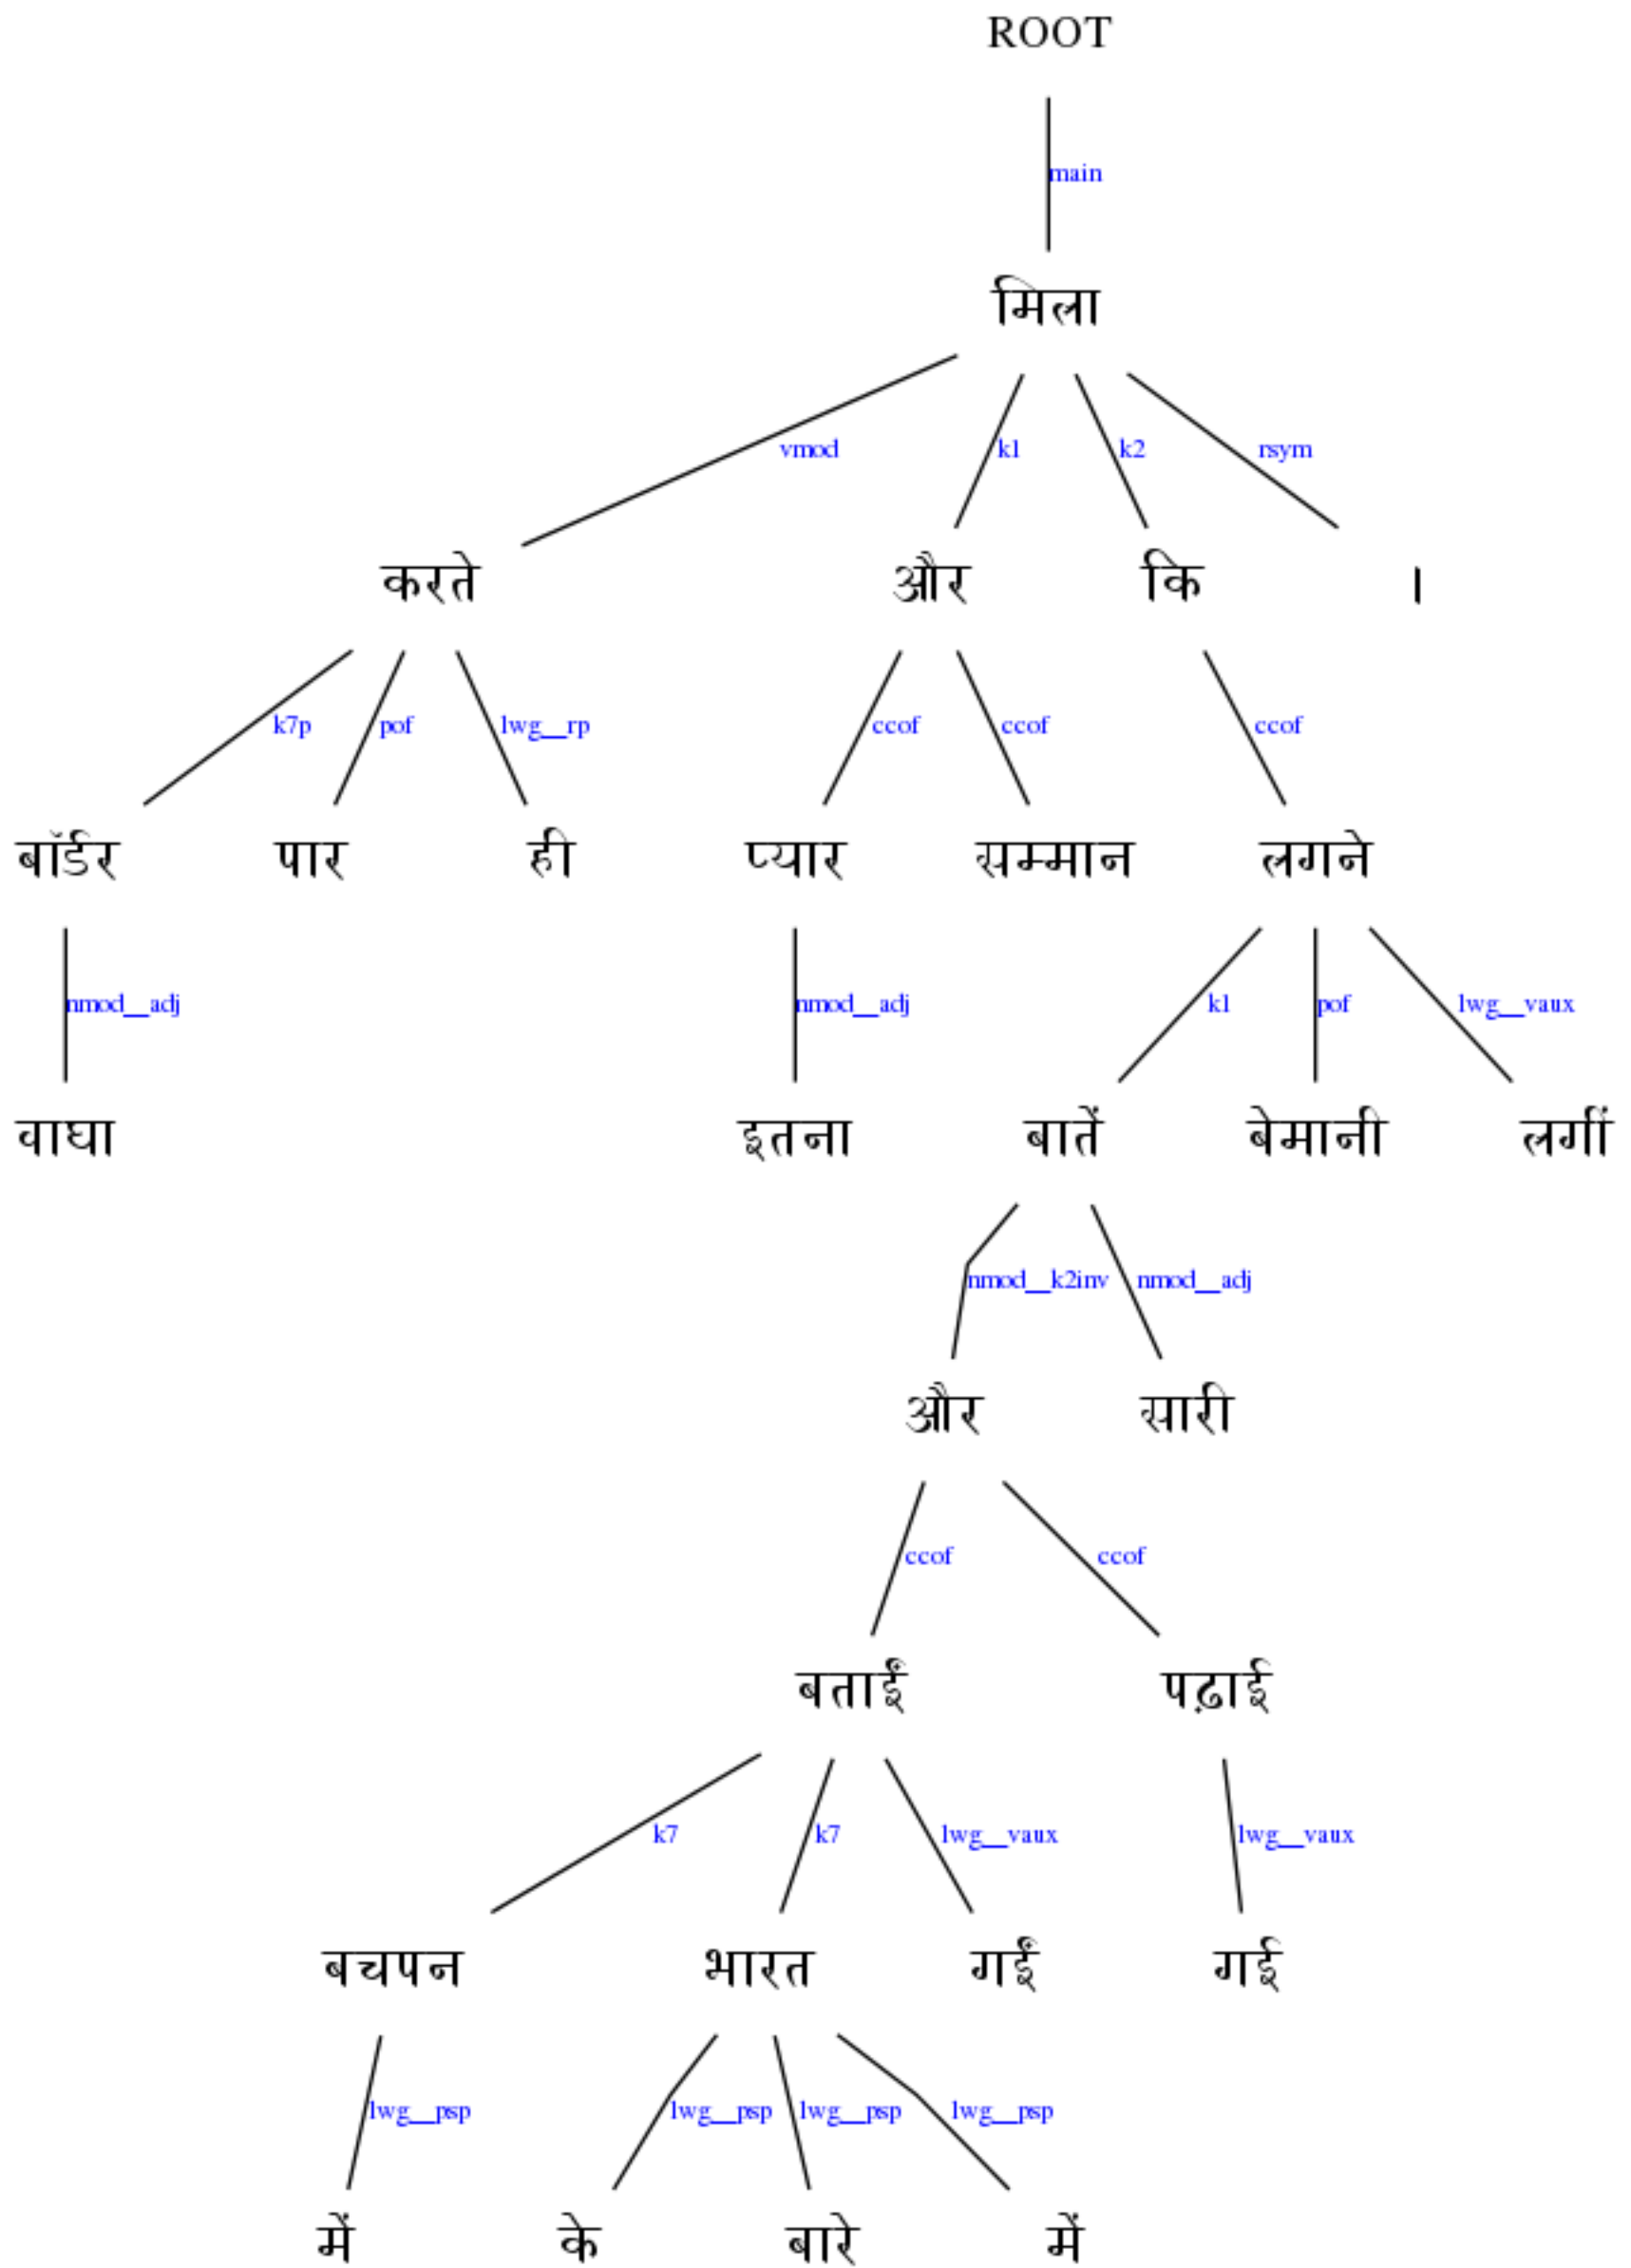 ROOT
main
मिला
vmod k1 k2 rsym
करते और कि ।
k7p pof lwg__rp ccof ccof ccof
बॉर्डर पार ही प्यार सम्मान लगने
nmod__adj nmod__adj k1 pof lwg__vaux
वाघा इतना बातें बेमानी लगीं
nmod__k2inv nmod__adj
और सारी
ccof ccof
बताईं पढ़ाई
k7 k7 lwg__vaux lwg__vaux
बचपन भारत गईं गई
lwg__psp lwg__psp lwg__psp lwg__psp
में के बारे में